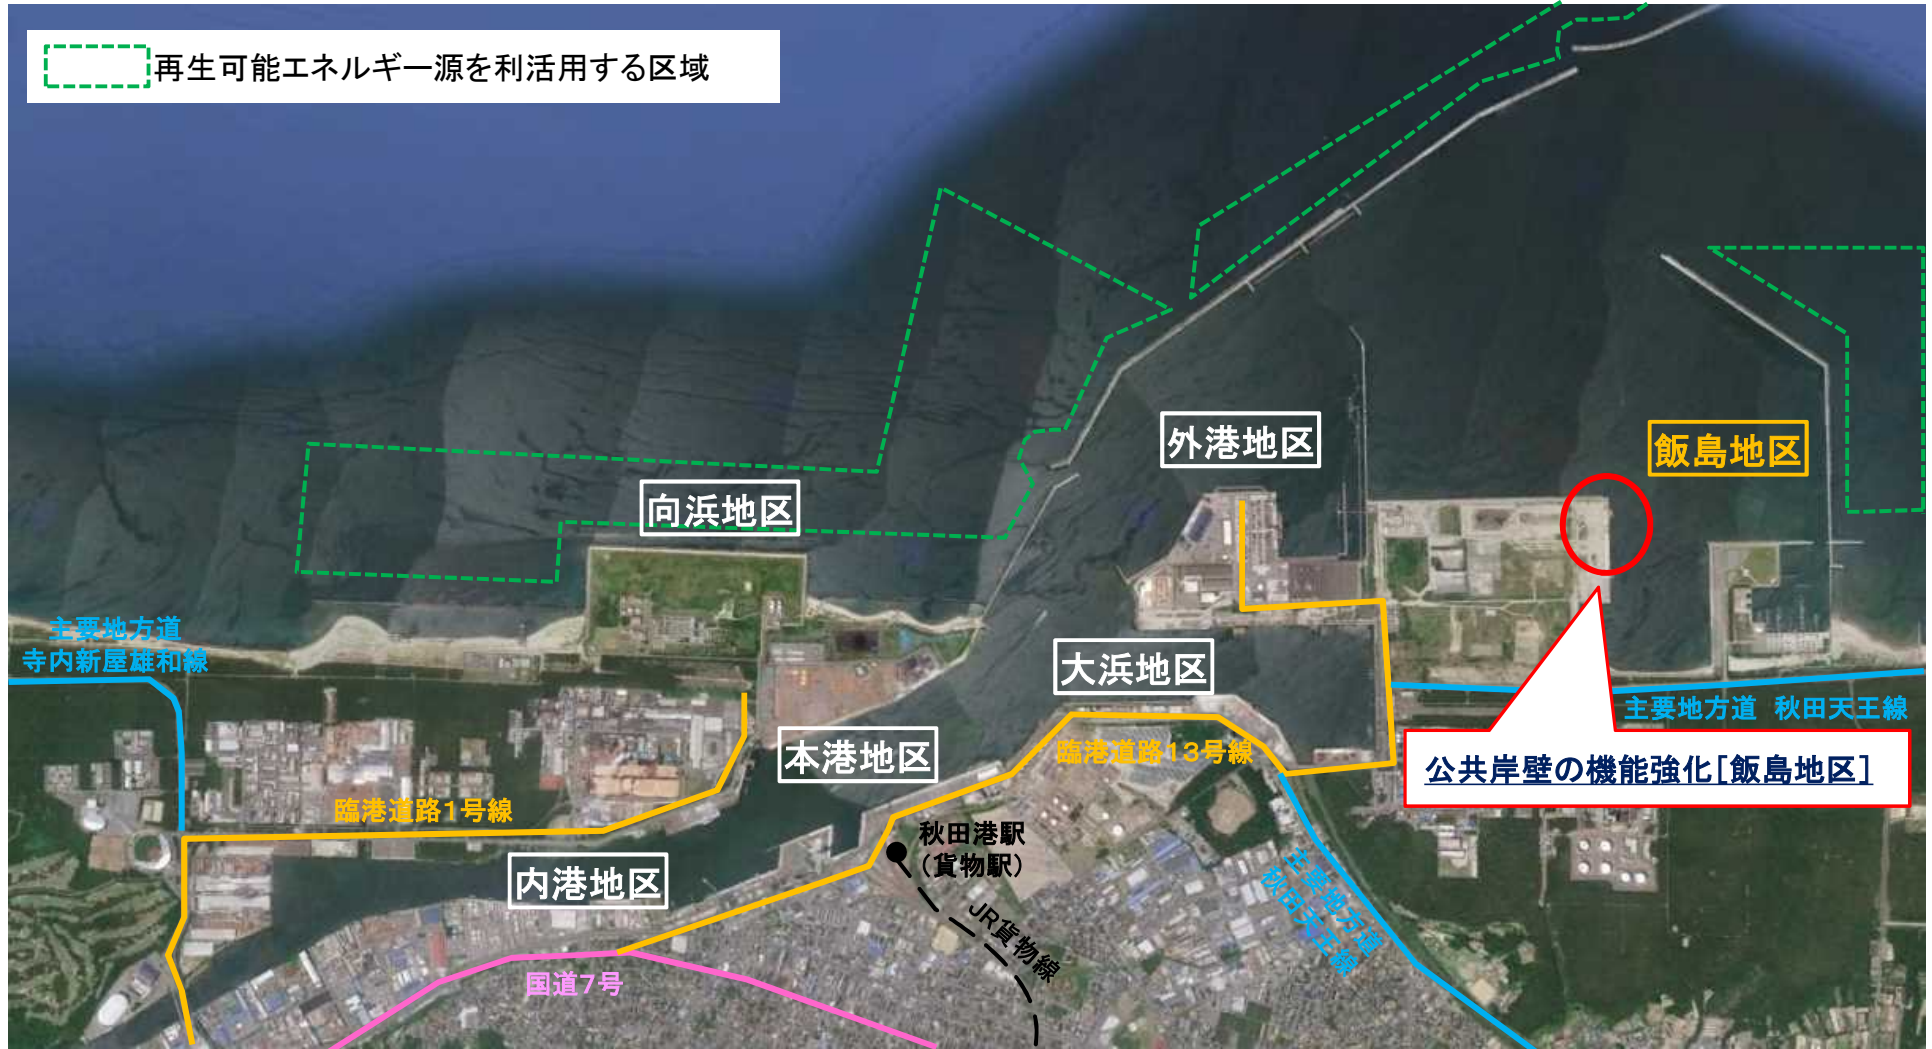 再生可能エネルギー源を利活用する区域
外港地区
飯島地区
向浜地区
主要地方道
寺内新屋雄和線
大浜地区
主要地方道 秋田天王線
本港地区
臨港道路13号線
公共岸壁の機能強化[飯島地区]
臨港道路1号線
秋田港駅
(貨物駅)
内港地区
主要地方道
秋田天王線
JR貨物線
国道7号